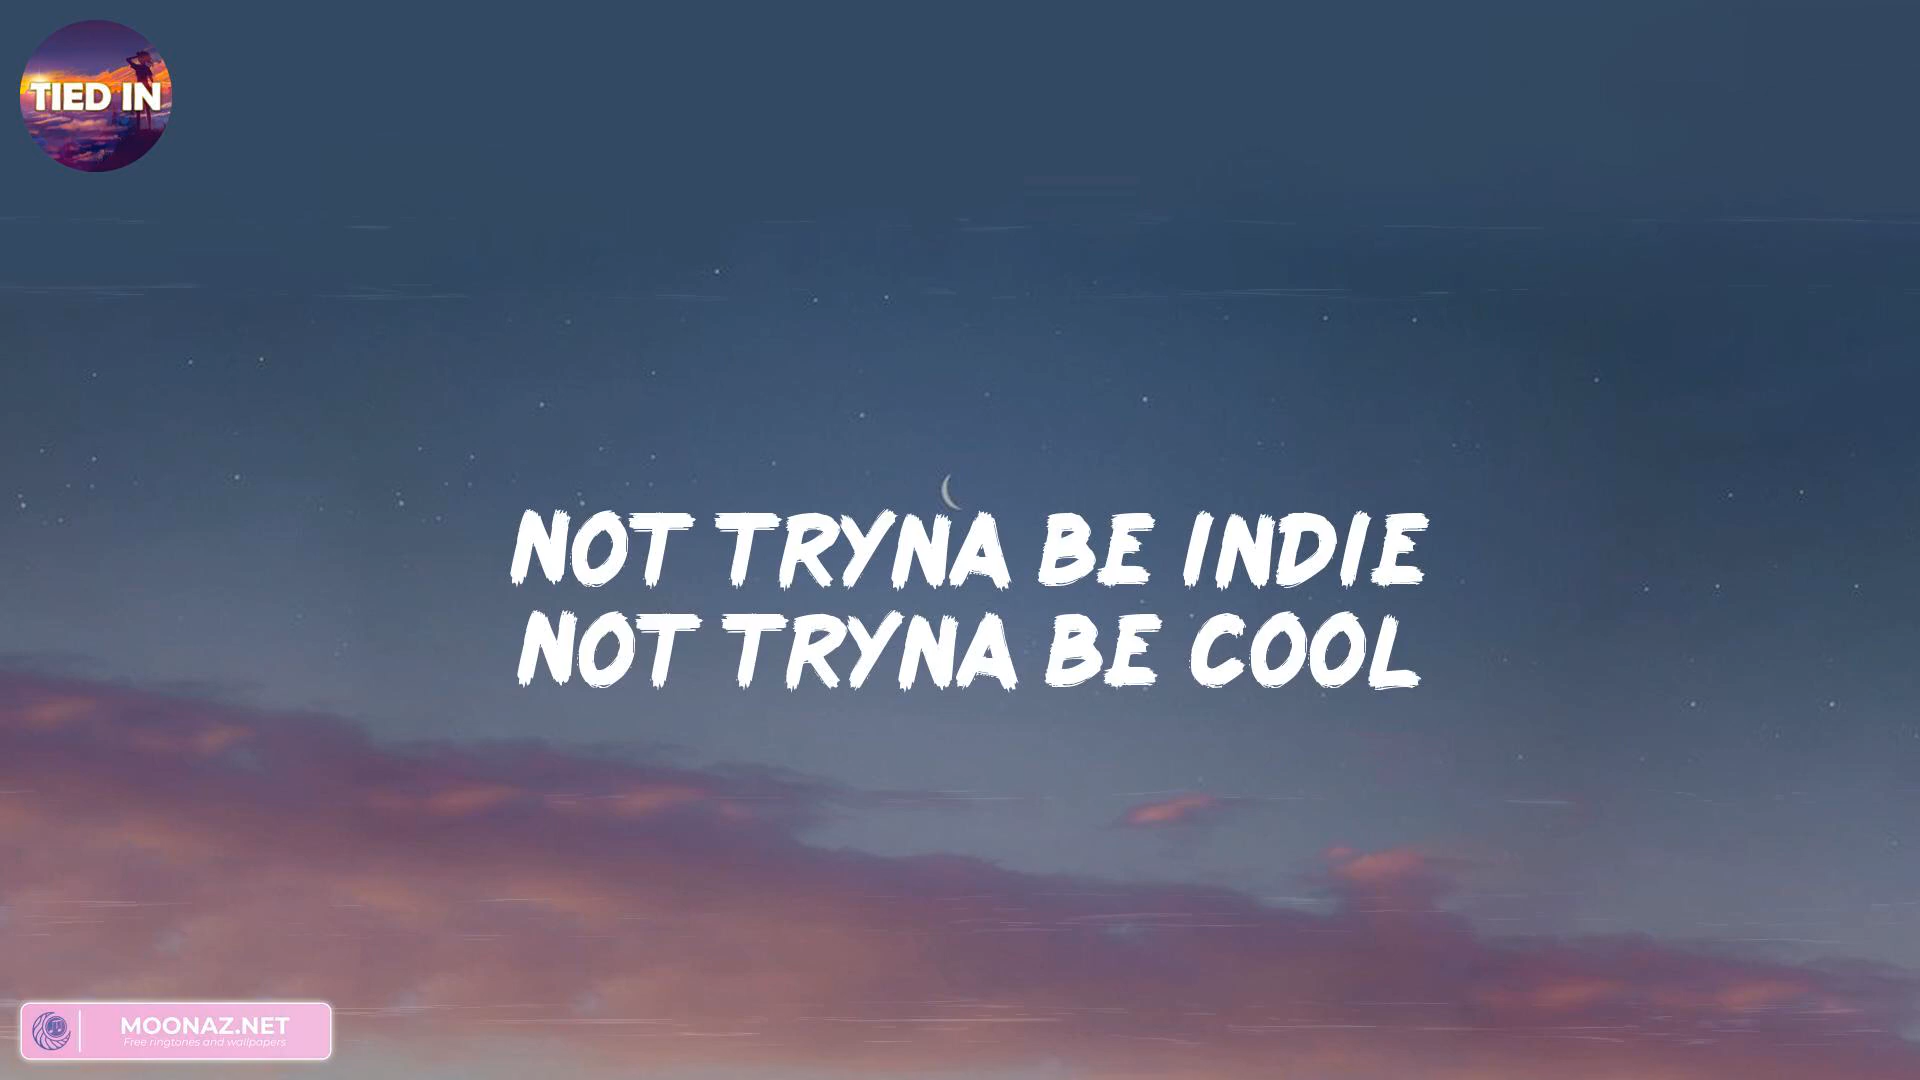 TIED IN
NOT TRYNA BE INDIE
NOT TRYNA BE COOL
MOONAZ.NET
Free ringtones and wallpapers